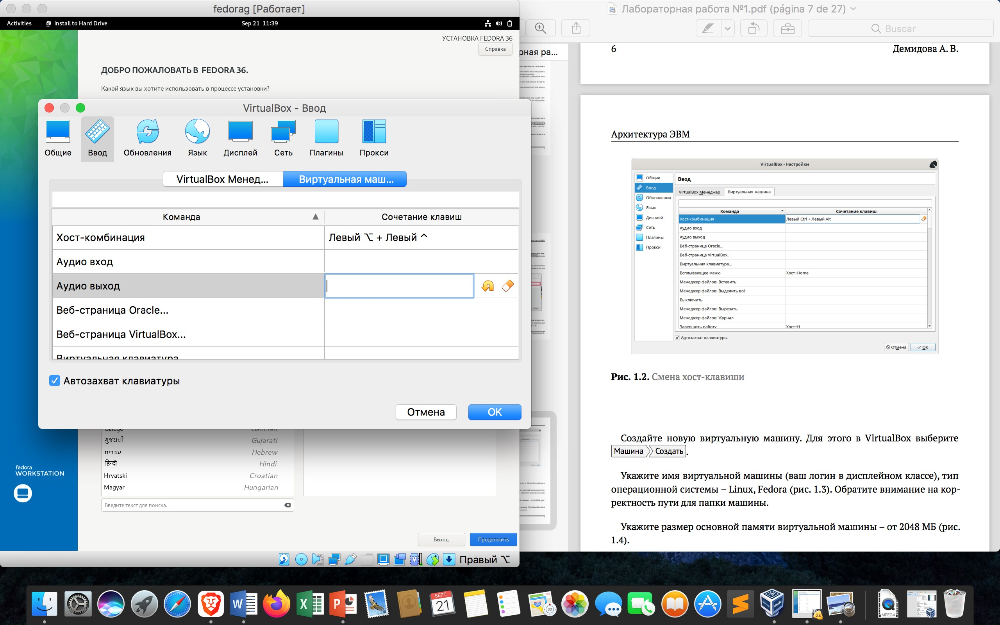 fedorag [Работает]
Activities
Install to Hard Drive
Sep 21 11:39
УСТАНОВКА FEDORA 36
Справка
ДОБРО ПОЖАЛОВАТЬ В FEDORA 36.
Какой язык вы хотите использовать в процессе установки?
VirtualBox - Ввод
Общие
Ввод
Обновления
Язык
Дисплей
Сеть
Плагины
Прокси
VirtualBox Менед...
Виртуальная маш...
Команда
Сочетание клавиш
Хост-комбинация
Левый ⌥ + Левый ^
Аудио вход
Аудио выход
Веб-страница Oracle...
Веб-страница VirtualBox...
Виртуальная клавиатура
Автозахват клавиатуры
Отмена
OK
Galego Galician
ગુજરાતી Gujarati
עברית Hebrew
हिन्दी Hindi
Hrvatski Croatian
Magyar Hungarian
Введите текст для поиска.
fedora
WORKSTATION
Выход
Продолжить
Правый ⌥
Лабораторная работа №1.pdf (página 7 de 27)
Buscar
рная ра...
6
Демидова А. В.
Архитектура ЭВМ
VirtualBox - Настройки
Общие
Ввод
Обновления
Язык
Дисплей
Сеть
Плагины
Прокси
Ввод
VirtualBox Менеджер
Виртуальная машина
Команда
Сочетание клавиш
Хост-комбинация
Левый Ctrl + Левый Alt
Аудио вход
Аудио выход
Веб-страница Oracle...
Веб-страница VirtualBox...
Виртуальная клавиатура...
Всплывающее меню
Хост+Home
Менеджер файлов: Вставить
Менеджер файлов: Выделить всё
Выключить
Менеджер файлов: Вырезать
Менеджер файлов: Журнал
Завершить работу
Хост+H
Автозахват клавиатуры
Отмена
OK
Рис. 1.2. Смена хост-клавиши
Создайте новую виртуальную машину. Для этого в VirtualBox выберите
Машина Создать.
Укажите имя виртуальной машины (ваш логин в дисплейном классе), тип
операционной системы – Linux, Fedora (рис. 1.3). Обратите внимание на кор-
ректность пути для папки машины.
Укажите размер основной памяти виртуальной машины – от 2048 МБ (рис.
1.4).
SEPT.
21
280
3D
2.6
MPEG4